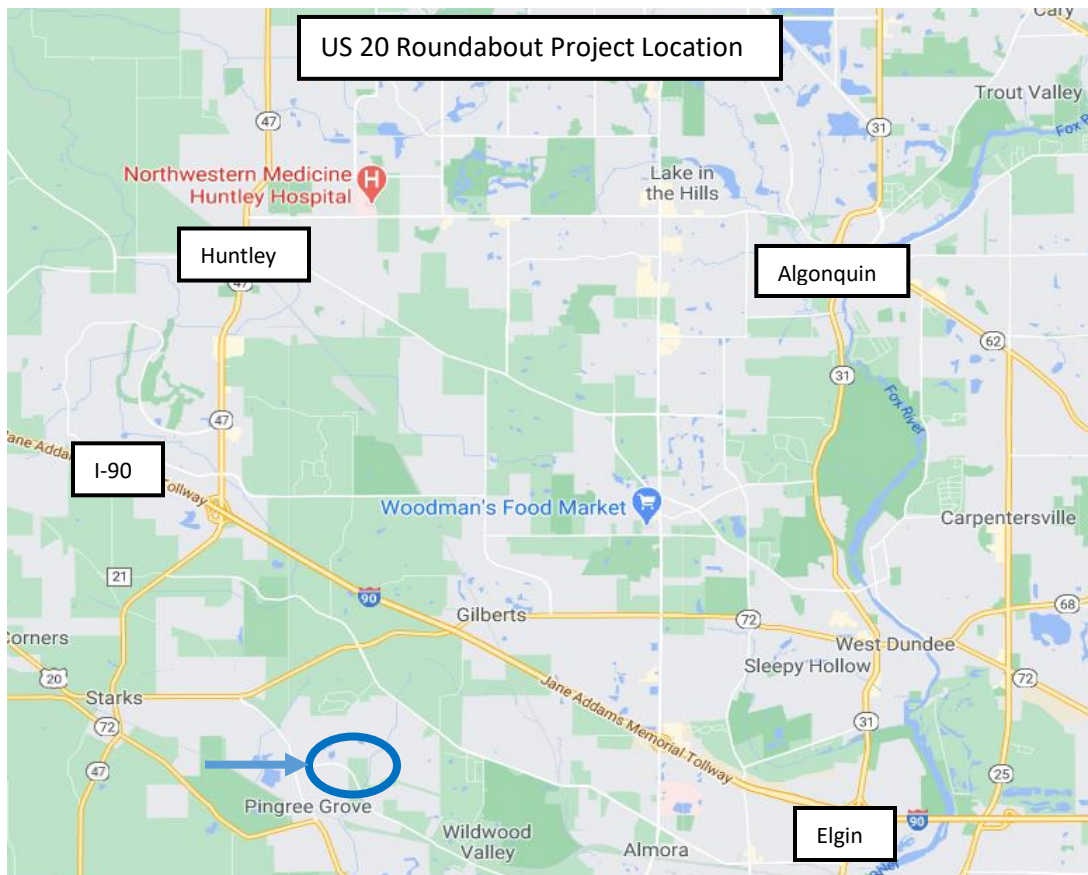 US 20 Roundabout Project Location
Cary
Trout Valley
47
31
Fox R
Northwestern Medicine
Huntley Hospital
H
Lake in
the Hills
Huntley
Algonquin
47
62
31
Fox River
47
I-90
Jane Addams Memorial Tollway
Woodman's Food Market
Carpentersville
21
90
Gilberts
72
68
Corners
West Dundee
Sleepy Hollow
20
72
Starks
Jane Addams Memorial Tollway
72
31
47
25
Pingree Grove
Wildwood
Valley
Almora
Elgin
90